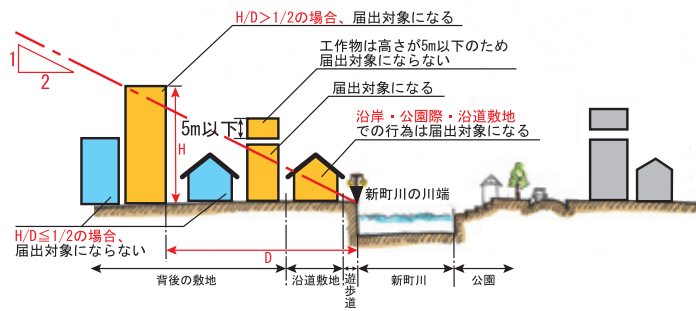 H/D>1/2の場合、届出対象になる
工作物は高さが5m以下のため
届出対象にならない
届出対象になる
1
2
5m以下
H
沿岸・公園際・沿道敷地
での行為は届出対象になる
新町川の川端
H/D≦1/2の場合、
届出対象にならない
D
背後の敷地
沿道敷地
遊歩道
新町川
公園